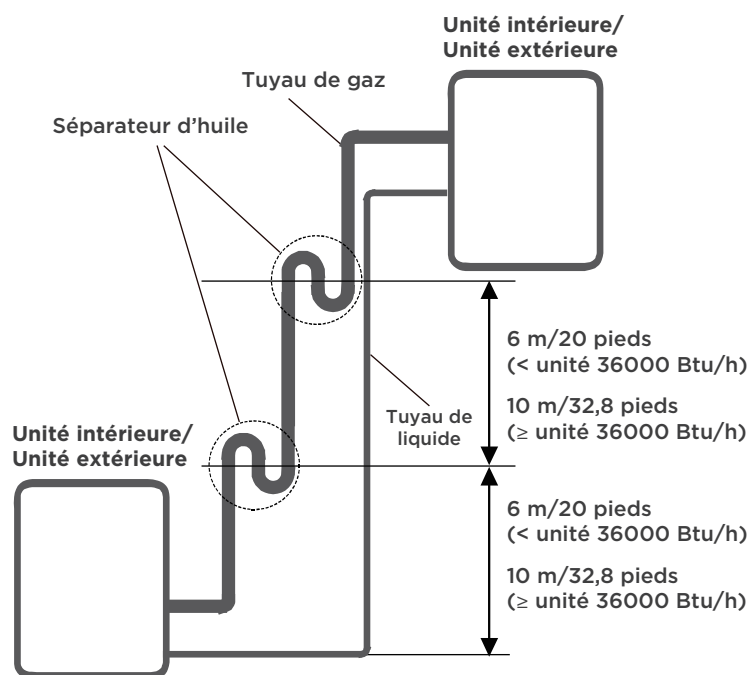 Unité intérieure/
Unité extérieure
Tuyau de gaz
Séparateur d'huile
6 m/20 pieds
(< unité 36000 Btu/h)
10 m/32,8 pieds
(≥ unité 36000 Btu/h)
Tuyau de
liquide
Unité intérieure/
Unité extérieure
6 m/20 pieds
(< unité 36000 Btu/h)
10 m/32,8 pieds
(≥ unité 36000 Btu/h)